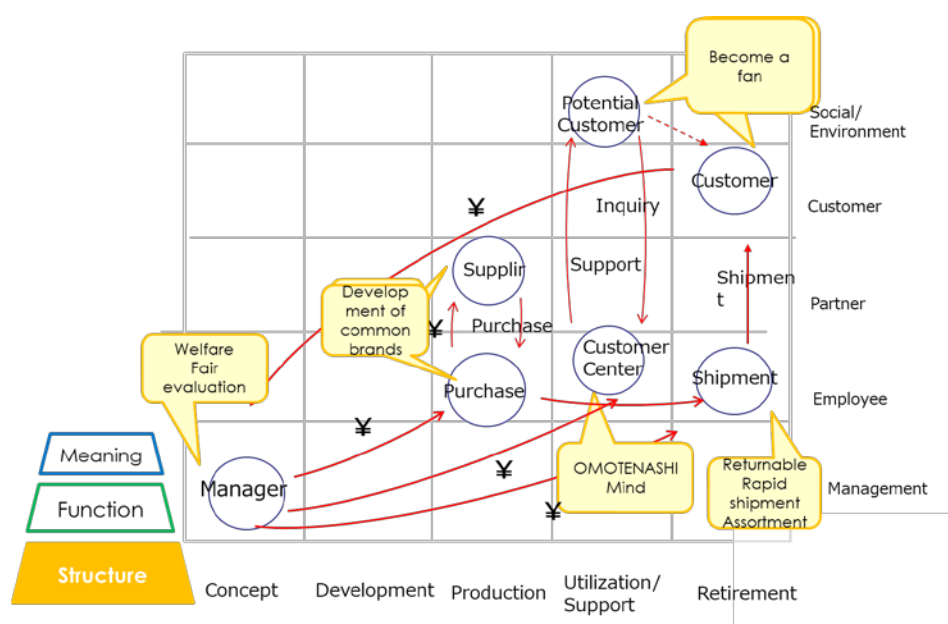 Become a
fan
Potential
Customer
Social/
Environment
Customer
¥
Inquiry
Customer
Supplir
Support
Shipmen
t
Develop
ment of
common
brands
Partner
¥
Purchase
Welfare
Fair
evaluation
Customer
Center
Purchase
Shipment
Employee
¥
Meaning
OMOTENASHI
Mind
¥
Returnable
Rapid
shipment
Assortment
Manager
Management
Function
¥
Structure
Concept
Development
Production
Utilization/
Support
Retirement